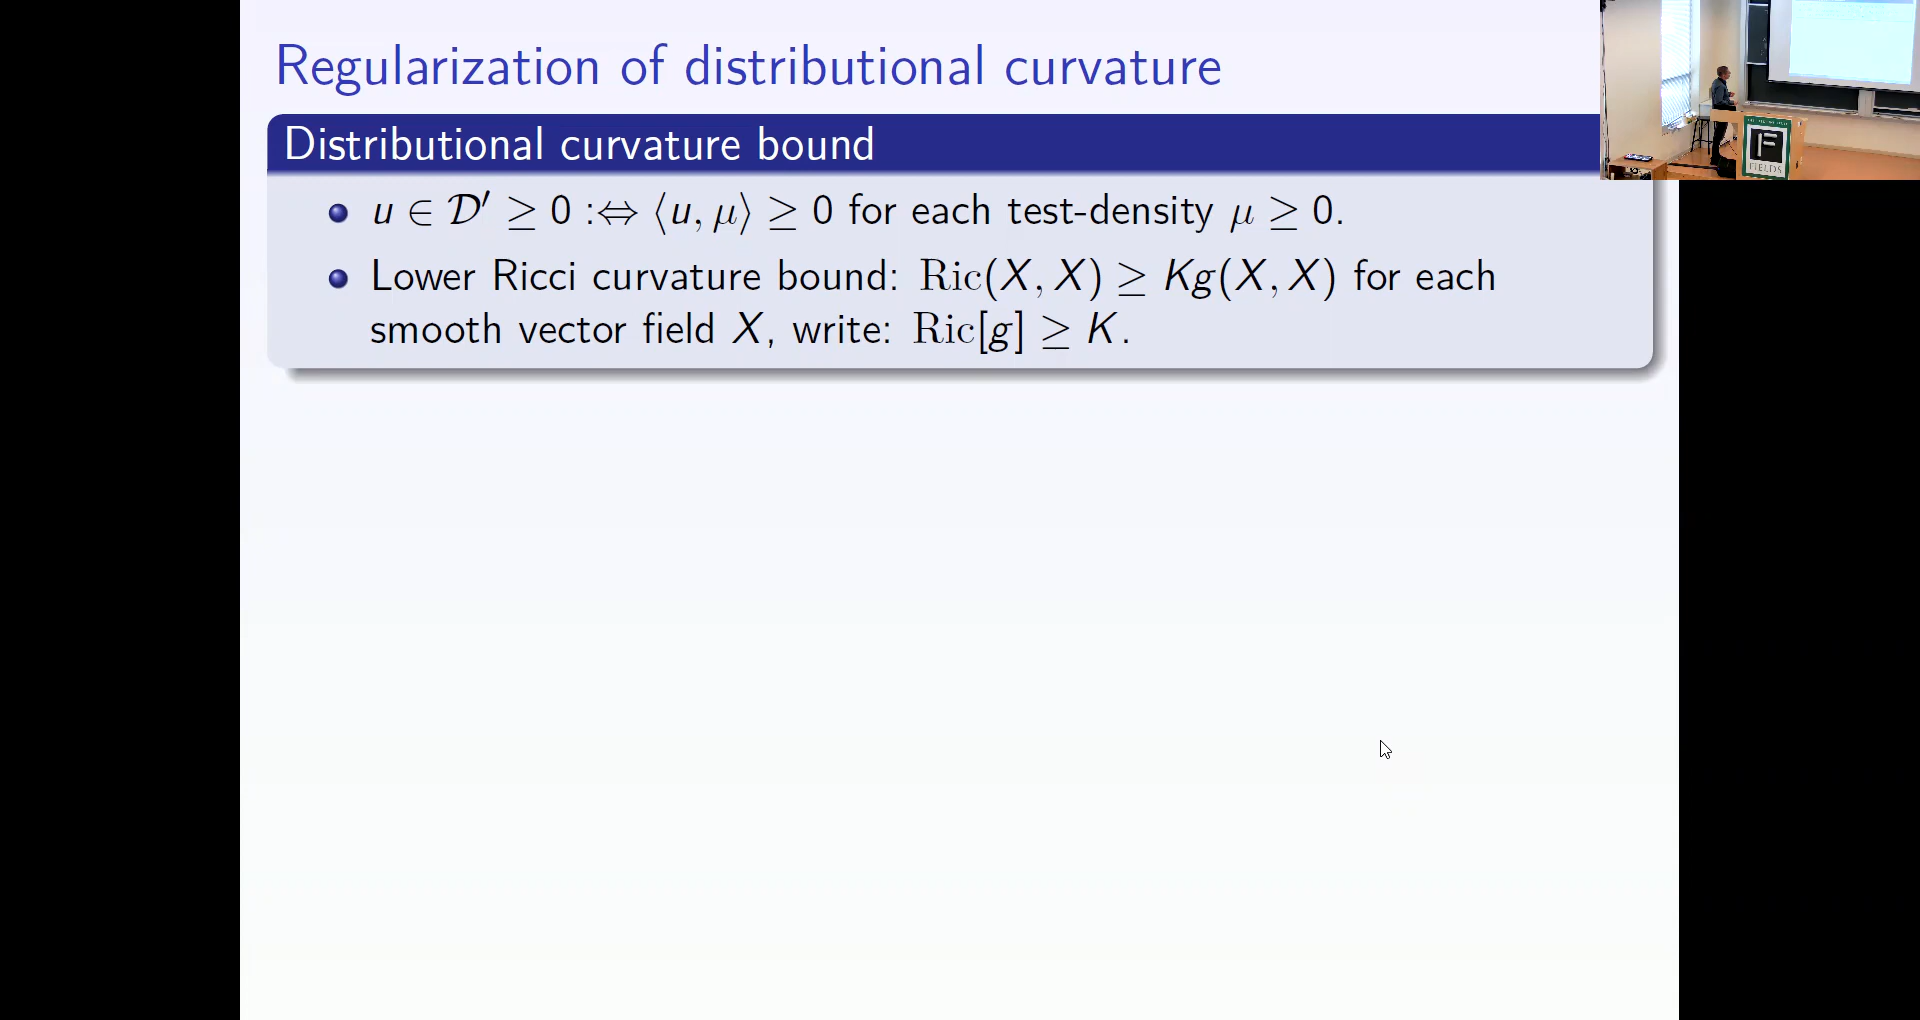 Regularization of distributional curvature
Distributional curvature bound
u ∈ 𝒟′ ≥ 0 :⇔ ⟨u, μ⟩ ≥ 0 for each test-density μ ≥ 0.
Lower Ricci curvature bound: Ric(X, X) ≥ Kg(X, X) for each
smooth vector field X, write: Ric[g] ≥ K.
FIELDS